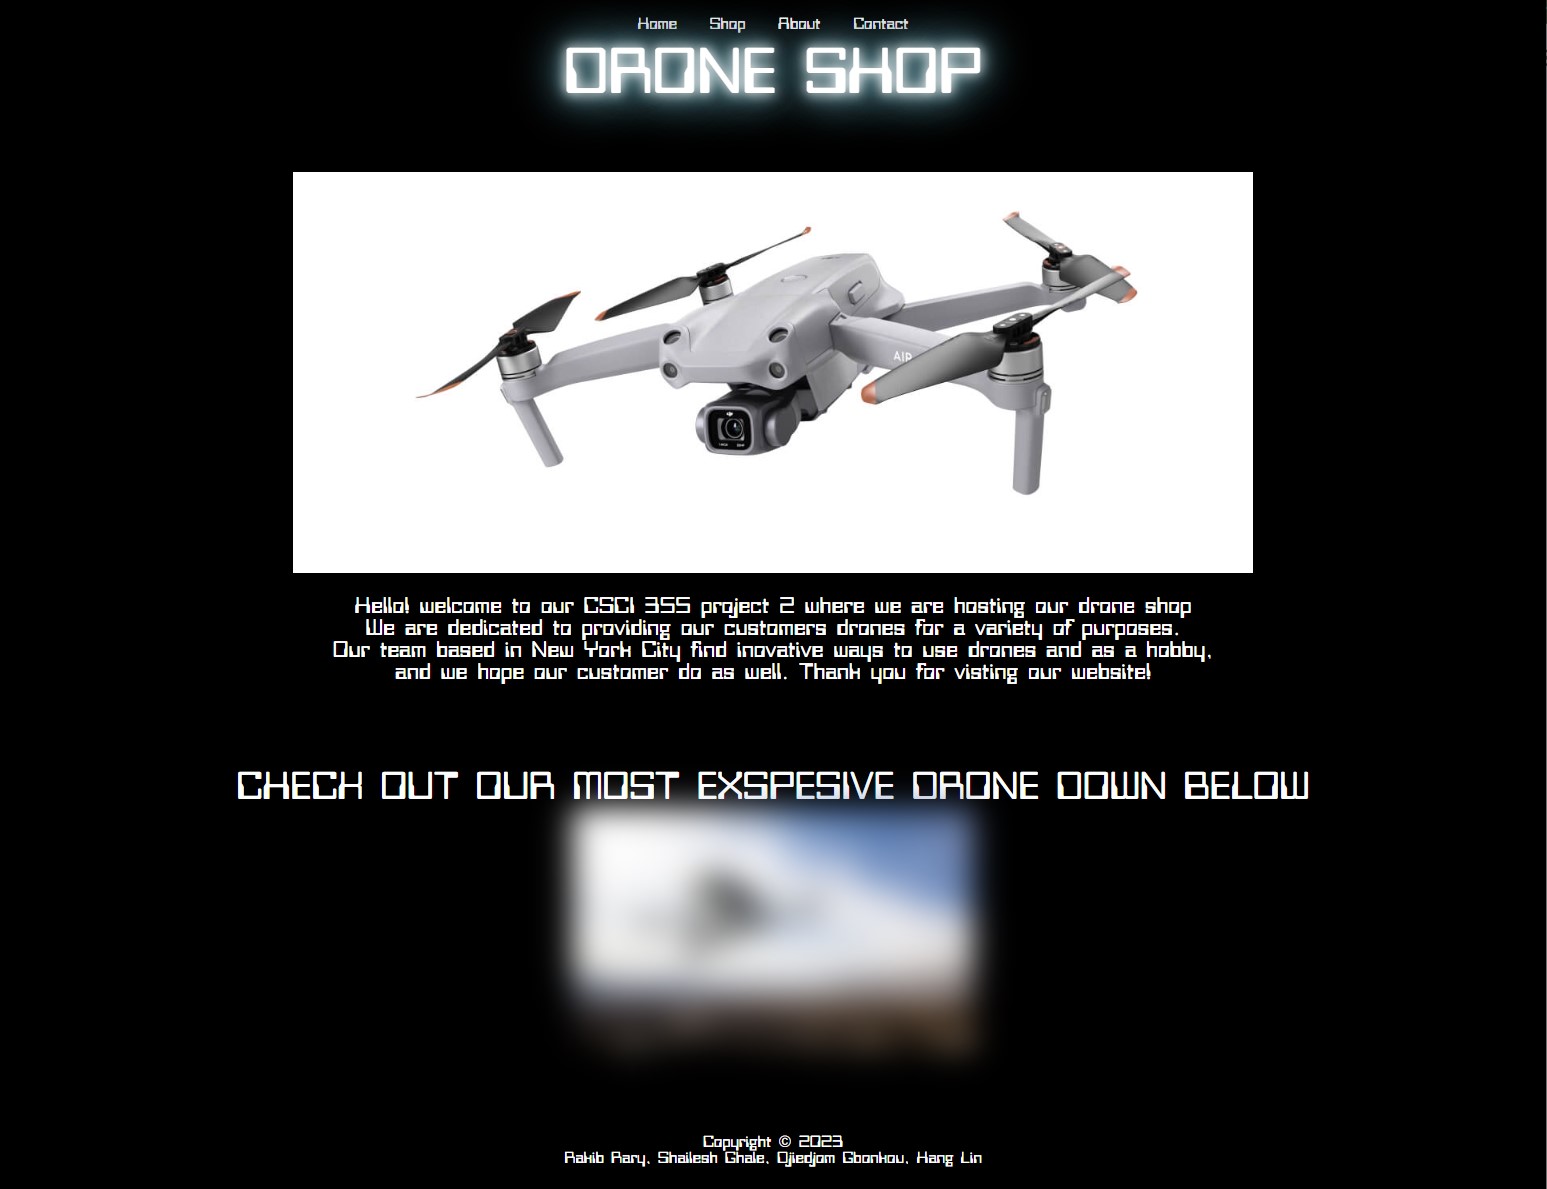 Home Shop About Contact
DRONE SHOP
AIR
Hello! welcome to our CSCI 355 project 2 where we are hosting our drone shop
We are dedicated to providing our customers drones for a variety of purposes.
Our team based in New York City find inovative ways to use drones and as a hobby,
and we hope our customer do as well. Thank you for visting our website!
CHECK OUT OUR MOST EXSPESIVE DRONE DOWN BELOW
Copyright © 2023
Rakib Rary, Shailesh Ghale, Djiedjom Gbonkou, Hang Lin